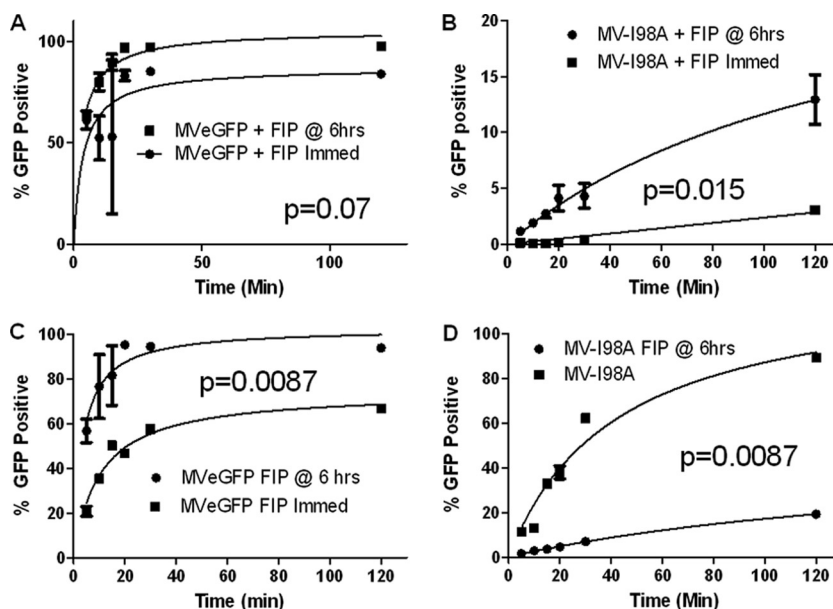 A
% GFP Positive
100
50
0
MVeGFP + FIP @ 6hrs
MVeGFP + FIP Immed
p=0.07
0 50 100
Time (Min)
B
% GFP positive
20
15
10
5
0
MV-I98A + FIP @ 6hrs
MV-I98A + FIP Immed
p=0.015
0 20 40 60 80 100 120
Time (Min)
C
% GFP Positive
100
80
60
40
20
0
p=0.0087
MVeGFP FIP @ 6 hrs
MVeGFP FIP Immed
0 20 40 60 80 100 120
Time (min)
D
% GFP Positive
100
80
60
40
20
0
MV-I98A FIP @ 6hrs
MV-I98A
p=0.0087
0 20 40 60 80 100 120
Time (Min)